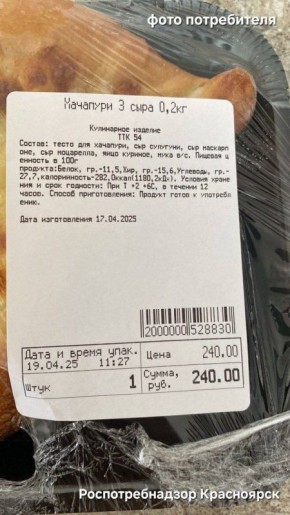 фото потребителя
Хачапури 3 сыра 0,2кг
Кулинарное изделие
ТТК 54
Состав: тесто для хачапури, сыр сулугуни, сыр маскарп
оне, сыр моцарелла, яйцо куриное, мука в/с. Пищевая ц
енность в 100г
продукта:Белок, гр.-11,5,Жир, гр.-15,6,Углеводы, гр.-
27,7,калорийность-282,0ккал(1180,2кДж). Условия хране
ния и срок годности: При Т +2 +6С, в течении 12
часов. Способ приготовления: Продукт готов к употребл
ению.
Дата изготовления 17.04.2025
2000000 528830
Дата и время упак.
19.04.25 11:27
Цена 240.00
Штук 1
Сумма, руб. 240.00
Роспотребнадзор Красноярск